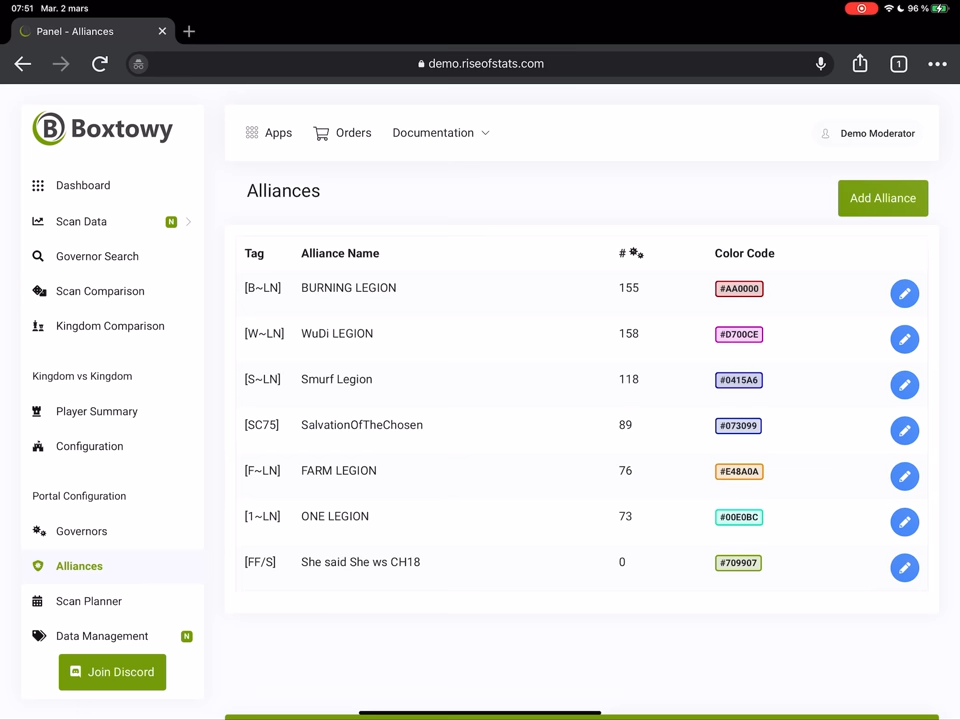 07:51 Mar. 2 mars
96 %
Panel - Alliances
demo.riseofstats.com
1
B Boxtowy
Apps
Orders
Documentation
Demo Moderator
Dashboard
Scan Data N
Governor Search
Scan Comparison
Kingdom Comparison
Kingdom vs Kingdom
Player Summary
Configuration
Portal Configuration
Governors
Alliances
Scan Planner
Data Management N
Join Discord
Alliances
Add Alliance
Tag Alliance Name # Color Code
[B~LN] BURNING LEGION 155 #AA0000
[W~LN] WuDi LEGION 158 #D700CE
[S~LN] Smurf Legion 118 #0415A6
[SC75] SalvationOfTheChosen 89 #073099
[F~LN] FARM LEGION 76 #E48A0A
[1~LN] ONE LEGION 73 #00E0BC
[FF/S] She said She ws CH18 0 #709907